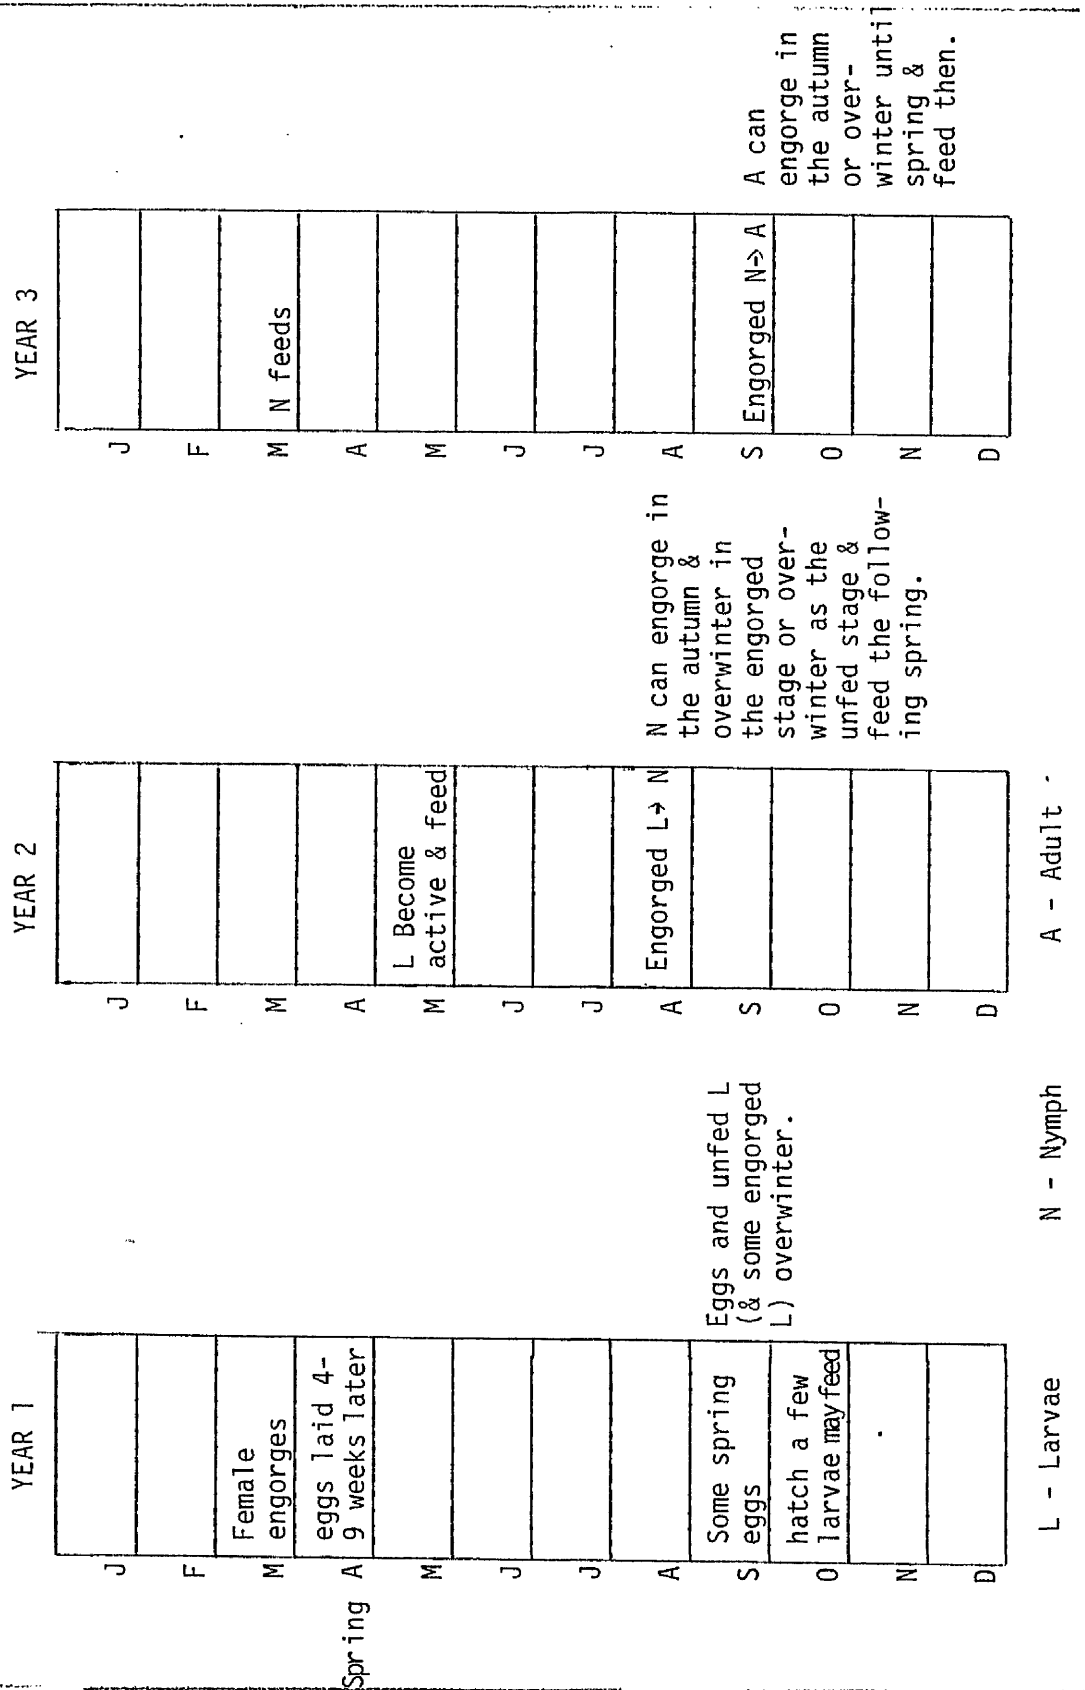 YEAR 1
J
F
M
Female
engorges
Spring A
eggs laid 4-
9 weeks later
M
J
J
A
S
Some spring
eggs
O
hatch a few
larvae may feed
N
D
Eggs and unfed L
(& some engorged
L) overwinter.
YEAR 2
J
F
M
A
M
L Become
active & feed
J
J
A
Engorged L→ N
S
O
N
D
N can engorge in
the autumn &
overwinter in
the engorged
stage or over-
winter as the
unfed stage &
feed the follow-
ing spring.
YEAR 3
J
F
M
N feeds
A
M
J
J
A
S
Engorged N→ A
O
N
D
A can
engorge in
the autumn
or over-
winter until
spring &
feed then.
L - Larvae
N - Nymph
A - Adult